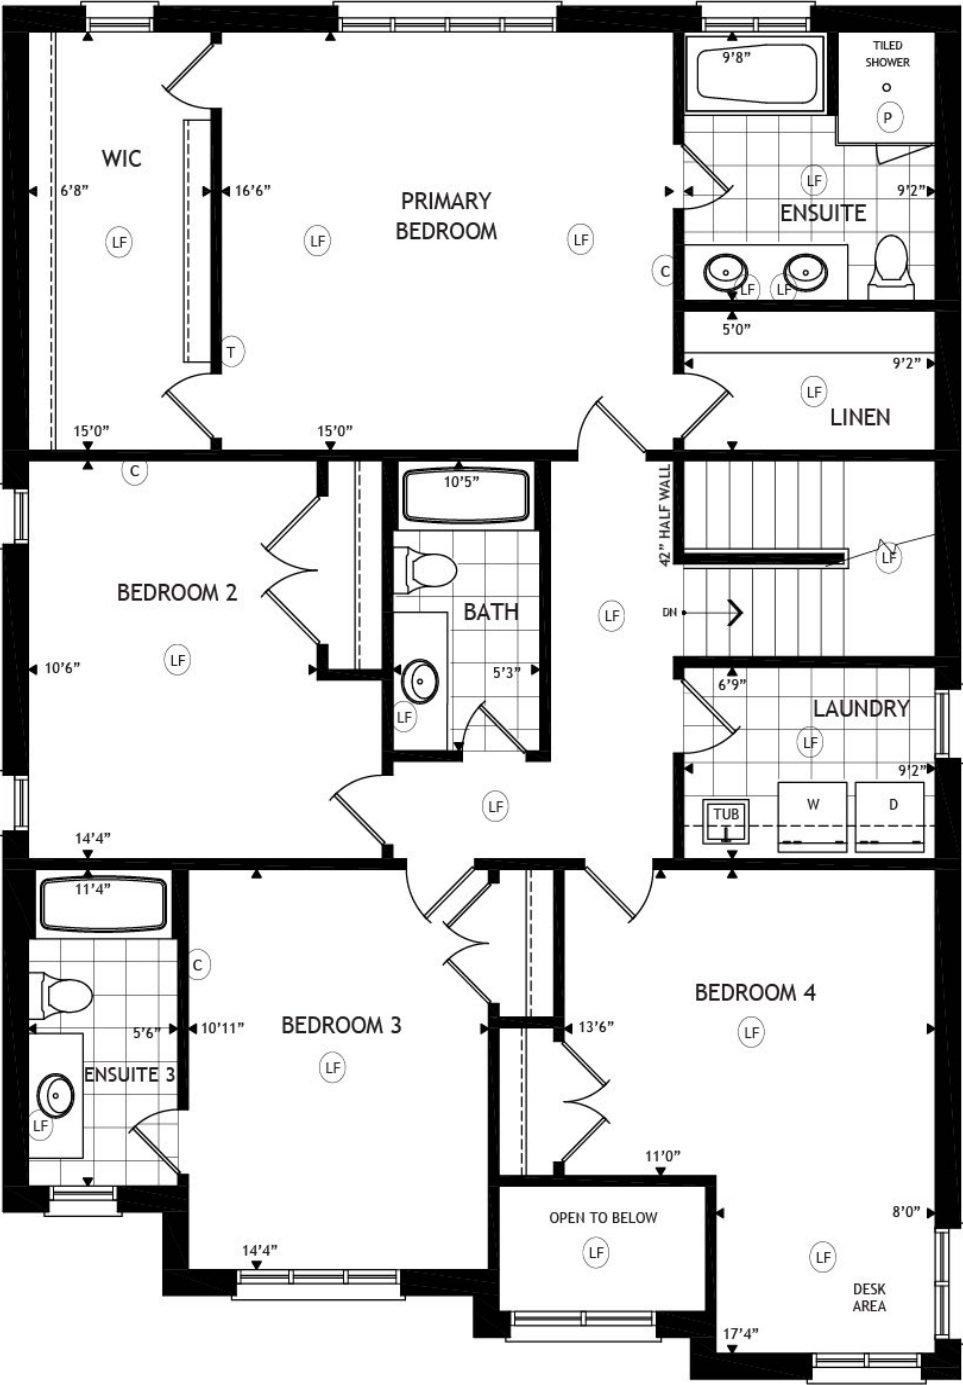 9’8”
TILED
SHOWER
P
WIC
6’8”
16’6”
PRIMARY
BEDROOM
LF
9’2”
ENSUITE
LF
LF
LF
C
LF
LF
5’0”
T
9’2”
LF
LINEN
15’0”
15’0”
C
10’5”
42” HALF WALL
LF
BEDROOM 2
BATH
LF
DN
LF
10’6”
5’3”
6’9”
LAUNDRY
LF
LF
9’2”
LF
TUB
W
D
14’4”
11’4”
C
BEDROOM 4
5’6”
10’11”
BEDROOM 3
13’6”
LF
LF
ENSUITE 3
LF
11’0”
OPEN TO BELOW
8’0”
LF
LF
14’4”
DESK
AREA
17’4”